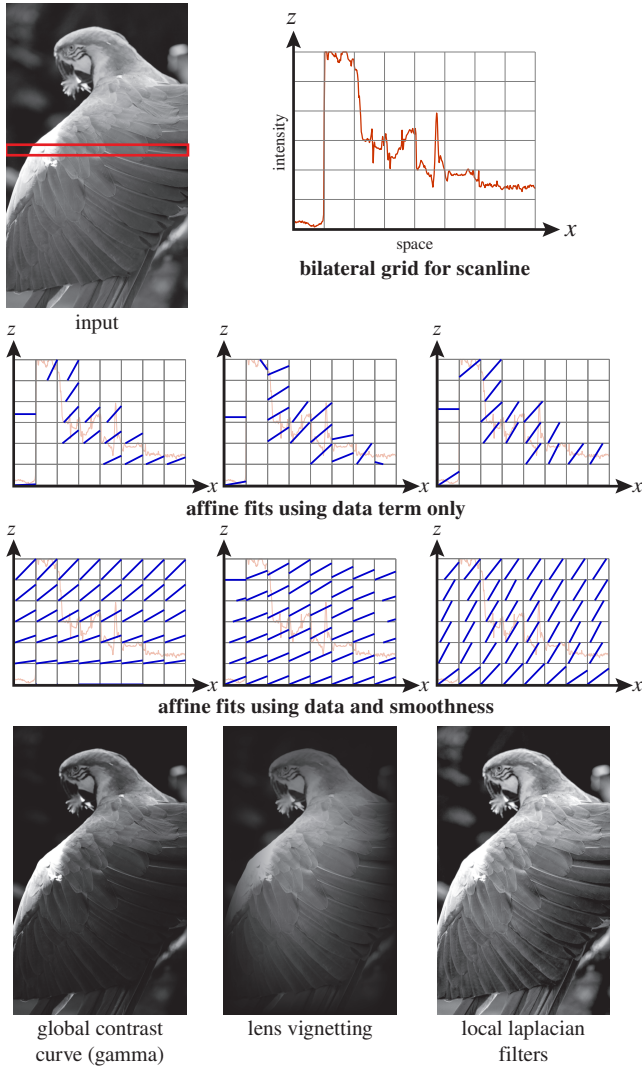 z
intensity
x
space
bilateral grid for scanline
input
z
z
z
x
x
x
affine fits using data term only
z
z
z
x
x
x
affine fits using data and smoothness
global contrast
curve (gamma)
lens vignetting
local laplacian
filters